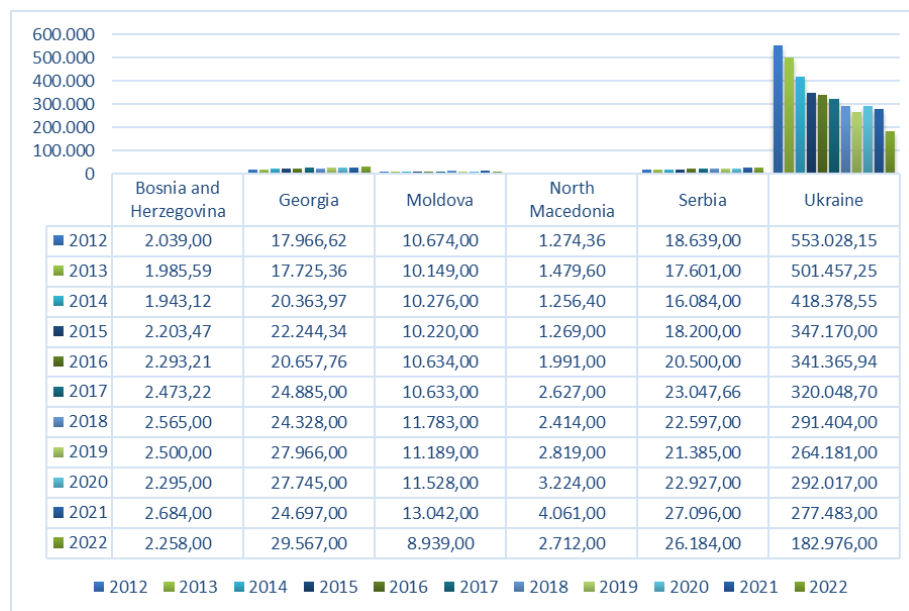 600.000
500.000
400.000
300.000
200.000
100.000
0
Bosnia and Herzegovina Georgia Moldova North Macedonia Serbia Ukraine
2012 2.039,00 17.966,62 10.674,00 1.274,36 18.639,00 553.028,15
2013 1.985,59 17.725,36 10.149,00 1.479,60 17.601,00 501.457,25
2014 1.943,12 20.363,97 10.276,00 1.256,40 16.084,00 418.378,55
2015 2.203,47 22.244,34 10.220,00 1.269,00 18.200,00 347.170,00
2016 2.293,21 20.657,76 10.634,00 1.991,00 20.500,00 341.365,94
2017 2.473,22 24.885,00 10.633,00 2.627,00 23.047,66 320.048,70
2018 2.565,00 24.328,00 11.783,00 2.414,00 22.597,00 291.404,00
2019 2.500,00 27.966,00 11.189,00 2.819,00 21.385,00 264.181,00
2020 2.295,00 27.745,00 11.528,00 3.224,00 22.927,00 292.017,00
2021 2.684,00 24.697,00 13.042,00 4.061,00 27.096,00 277.483,00
2022 2.258,00 29.567,00 8.939,00 2.712,00 26.184,00 182.976,00
2012 2013 2014 2015 2016 2017 2018 2019 2020 2021 2022